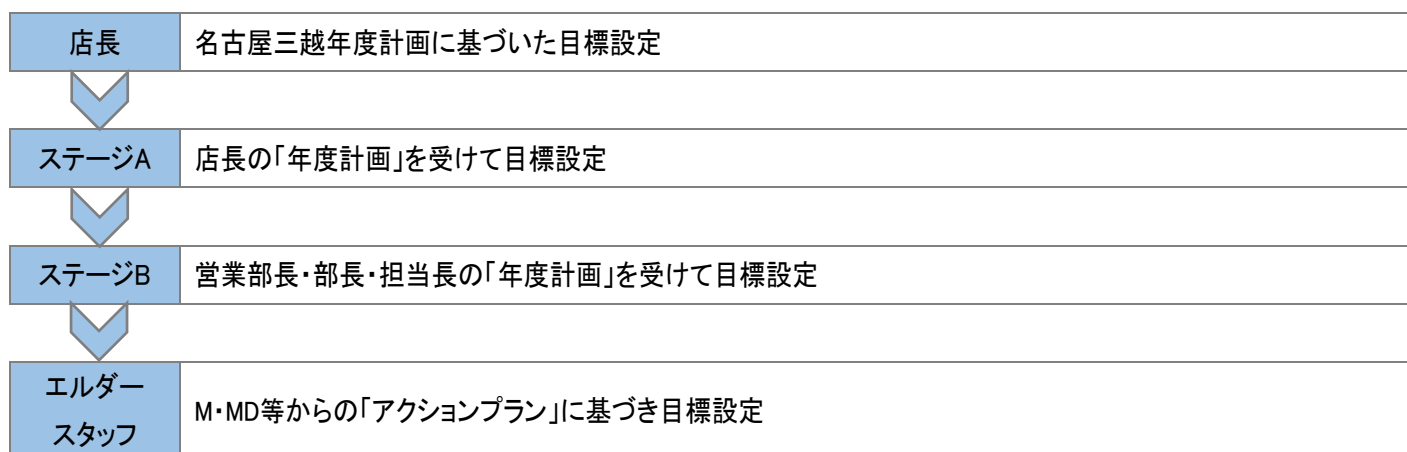 店長 名古屋三越年度計画に基づいた目標設定
ステージA 店長の「年度計画」を受けて目標設定
ステージB 営業部長・部長・担当長の「年度計画」を受けて目標設定
エルダー
スタッフ
M・MD等からの「アクションプラン」に基づき目標設定